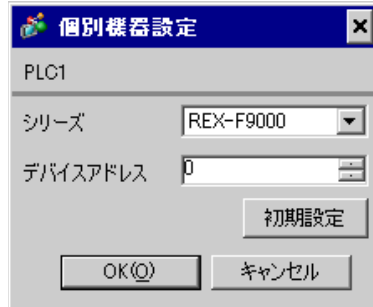 個別機器設定
PLC1
シリーズ REX-F9000
デバイスアドレス 0
初期設定
OK(O) キャンセル